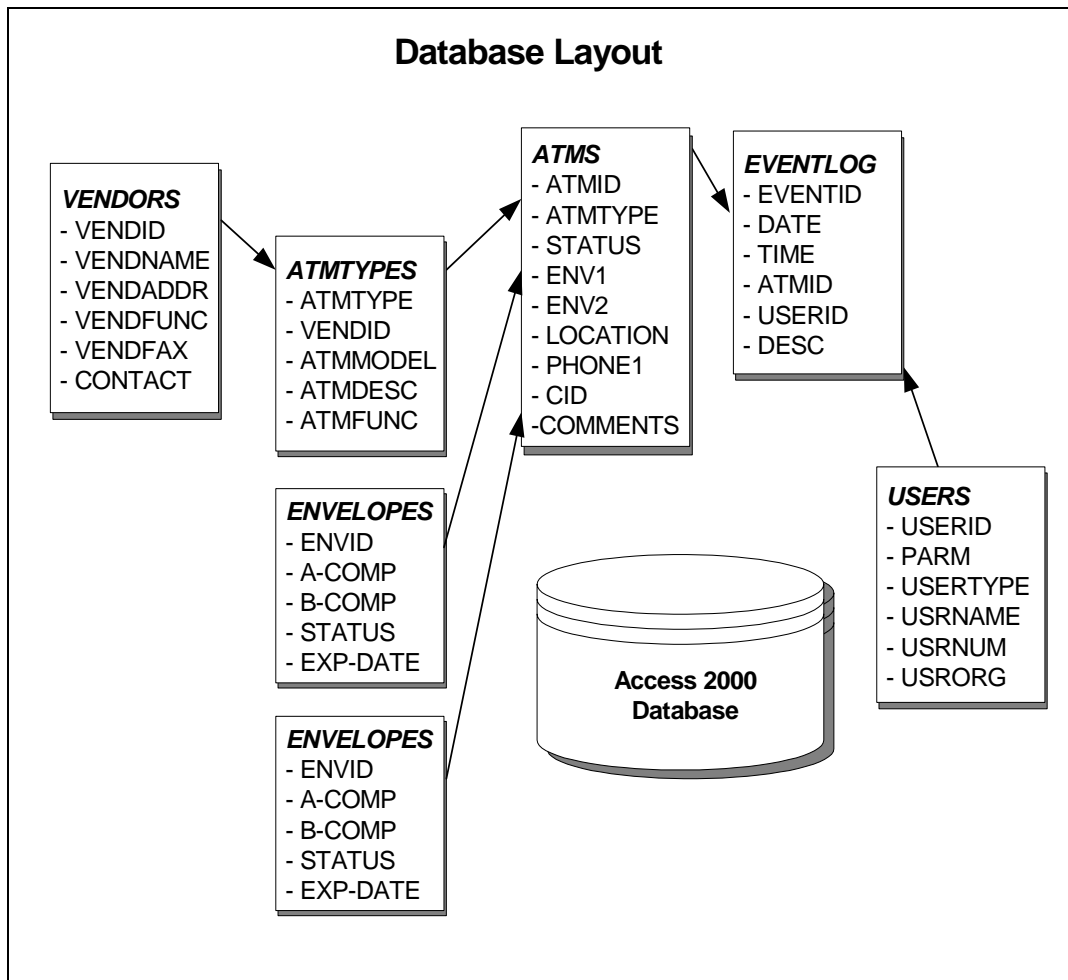 Database Layout
VENDORS
- VENDID
- VENDNAME
- VENDADDR
- VENDFUNC
- VENDFAX
- CONTACT
ATMTYPES
- ATMTYPE
- VENDID
- ATMMODEL
- ATMDESC
- ATMFUNC
ENVELOPES
- ENVID
- A-COMP
- B-COMP
- STATUS
- EXP-DATE
ENVELOPES
- ENVID
- A-COMP
- B-COMP
- STATUS
- EXP-DATE
ATMS
- ATMID
- ATMTYPE
- STATUS
- ENV1
- ENV2
- LOCATION
- PHONE1
- CID
-COMMENTS
EVENTLOG
- EVENTID
- DATE
- TIME
- ATMID
- USERID
- DESC
USERS
- USERID
- PARM
- USERTYPE
- USRNAME
- USRNUM
- USRORG
Access 2000
Database